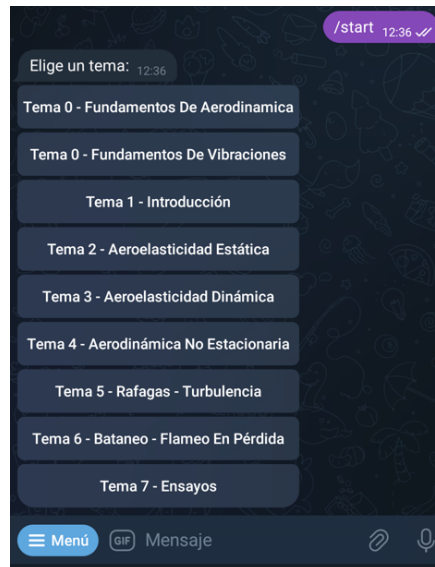 /start 12:36
Elige un tema: 12:36
Tema 0 - Fundamentos De Aerodinamica
Tema 0 - Fundamentos De Vibraciones
Tema 1 - Introducción
Tema 2 - Aeroelasticidad Estática
Tema 3 - Aeroelasticidad Dinámica
Tema 4 - Aerodinámica No Estacionaria
Tema 5 - Rafagas - Turbulencia
Tema 6 - Bataneo - Flameo En Pérdida
Tema 7 - Ensayos
Menú GIF Mensaje